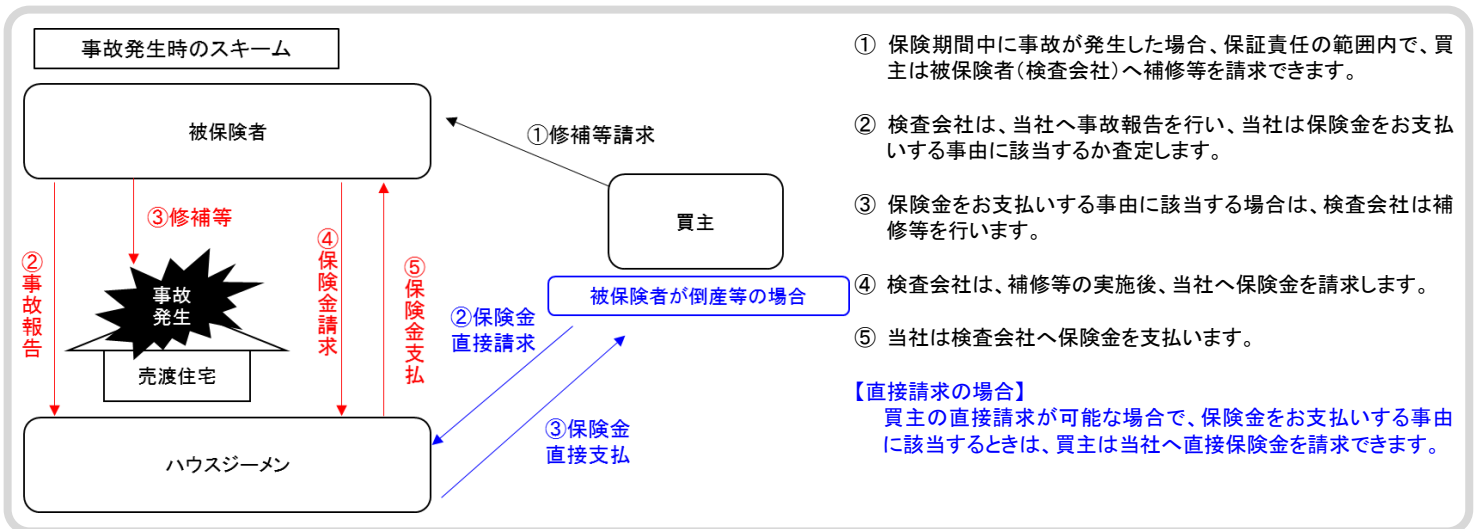 事故発生時のスキーム
被保険者
①修補等請求
買主
被保険者が倒産等の場合
③修補等
②事故報告
④保険金請求
⑤保険金支払
事故
発生
売渡住宅
②保険金
直接請求
③保険金
直接支払
ハウスジーメン
① 保険期間中に事故が発生した場合、保証責任の範囲内で、買
主は被保険者(検査会社)へ補修等を請求できます。
② 検査会社は、当社へ事故報告を行い、当社は保険金をお支払
いする事由に該当するか査定します。
③ 保険金をお支払いする事由に該当する場合は、検査会社は補
修等を行います。
④ 検査会社は、補修等の実施後、当社へ保険金を請求します。
⑤ 当社は検査会社へ保険金を支払います。
【直接請求の場合】
買主の直接請求が可能な場合で、保険金をお支払いする事由
に該当するときは、買主は当社へ直接保険金を請求できます。